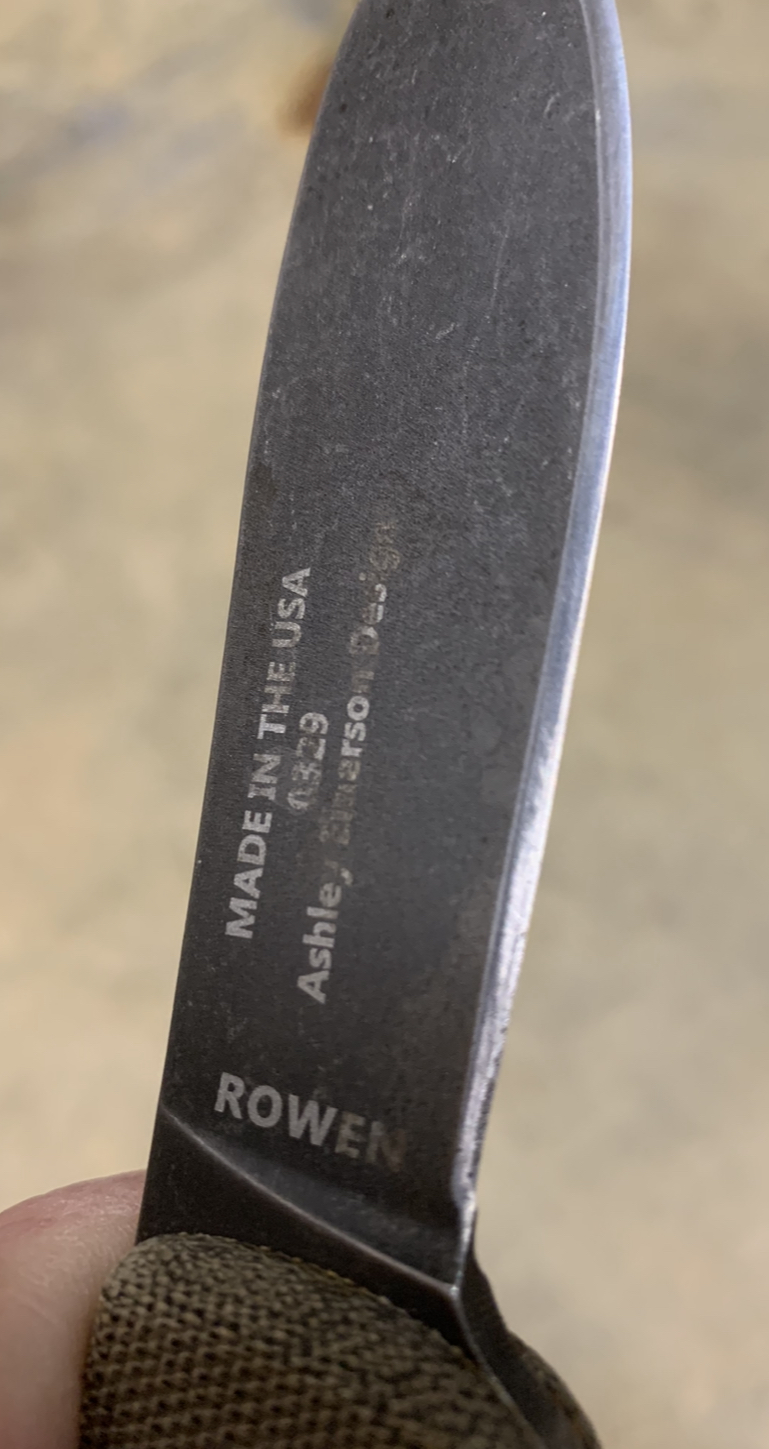 MADE IN THE USA
0329
Ashley Emerson Design
ROWEN